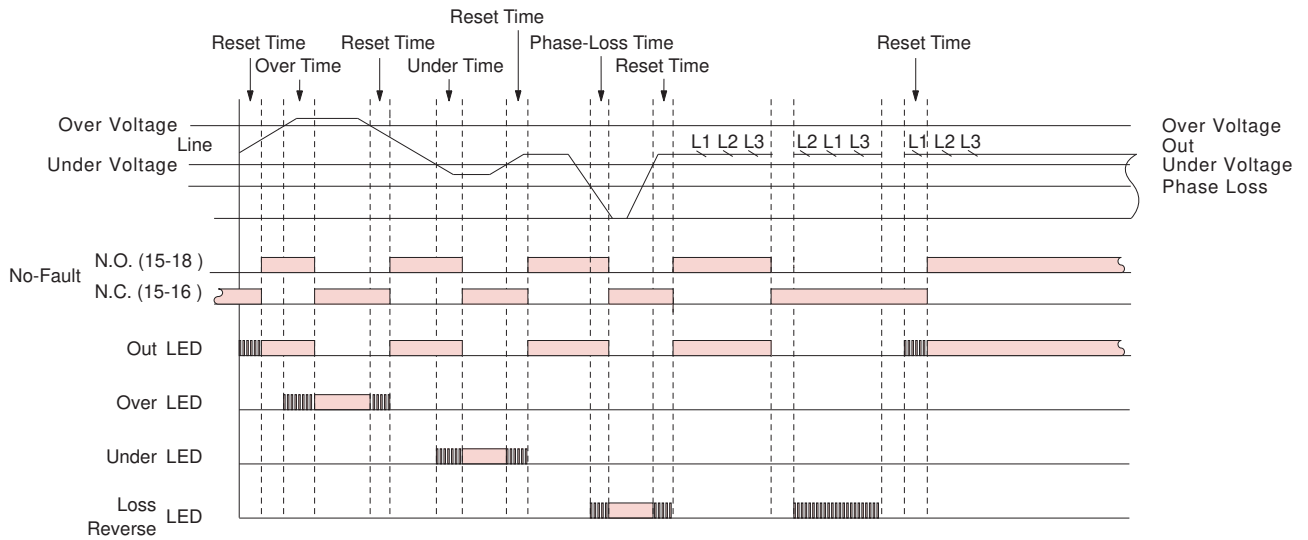 Reset Time
Reset Time Reset Time Phase-Loss Time Reset Time
Over Time Under Time Reset Time
Over Voltage Over Voltage
Line L1 L2 L3 L2 L1 L3 L1 L2 L3 Out
Under Voltage Under Voltage
Phase Loss
N.O. (15-18 )
No-Fault
N.C. (15-16 )
Out LED
Over LED
Under LED
Loss
LED
Reverse